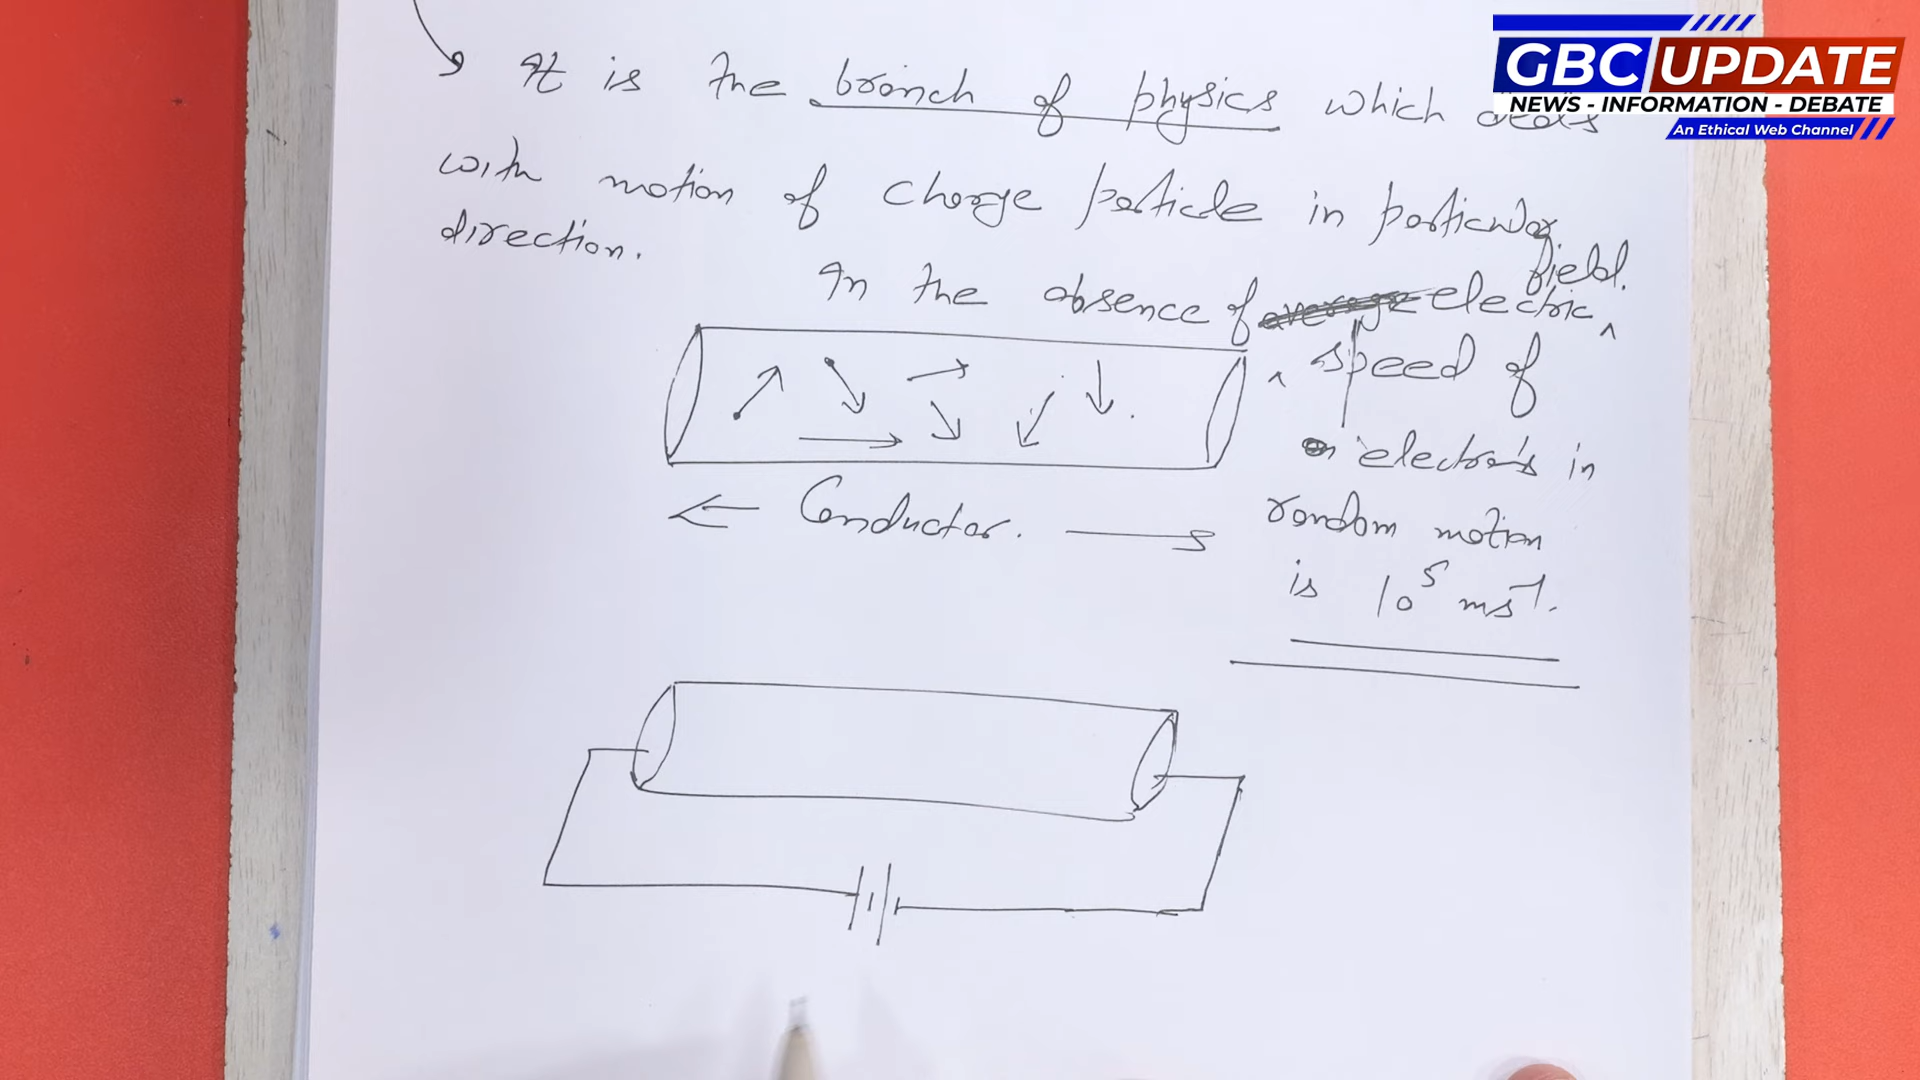 It is the branch of physics which deals
with motion of charge particle in particular
direction.
In the absence of electric field.
speed of
electrons in
random motion
is 10⁵ ms⁻¹.
Conductor.
GBC UPDATE
NEWS - INFORMATION - DEBATE
An Ethical Web Channel